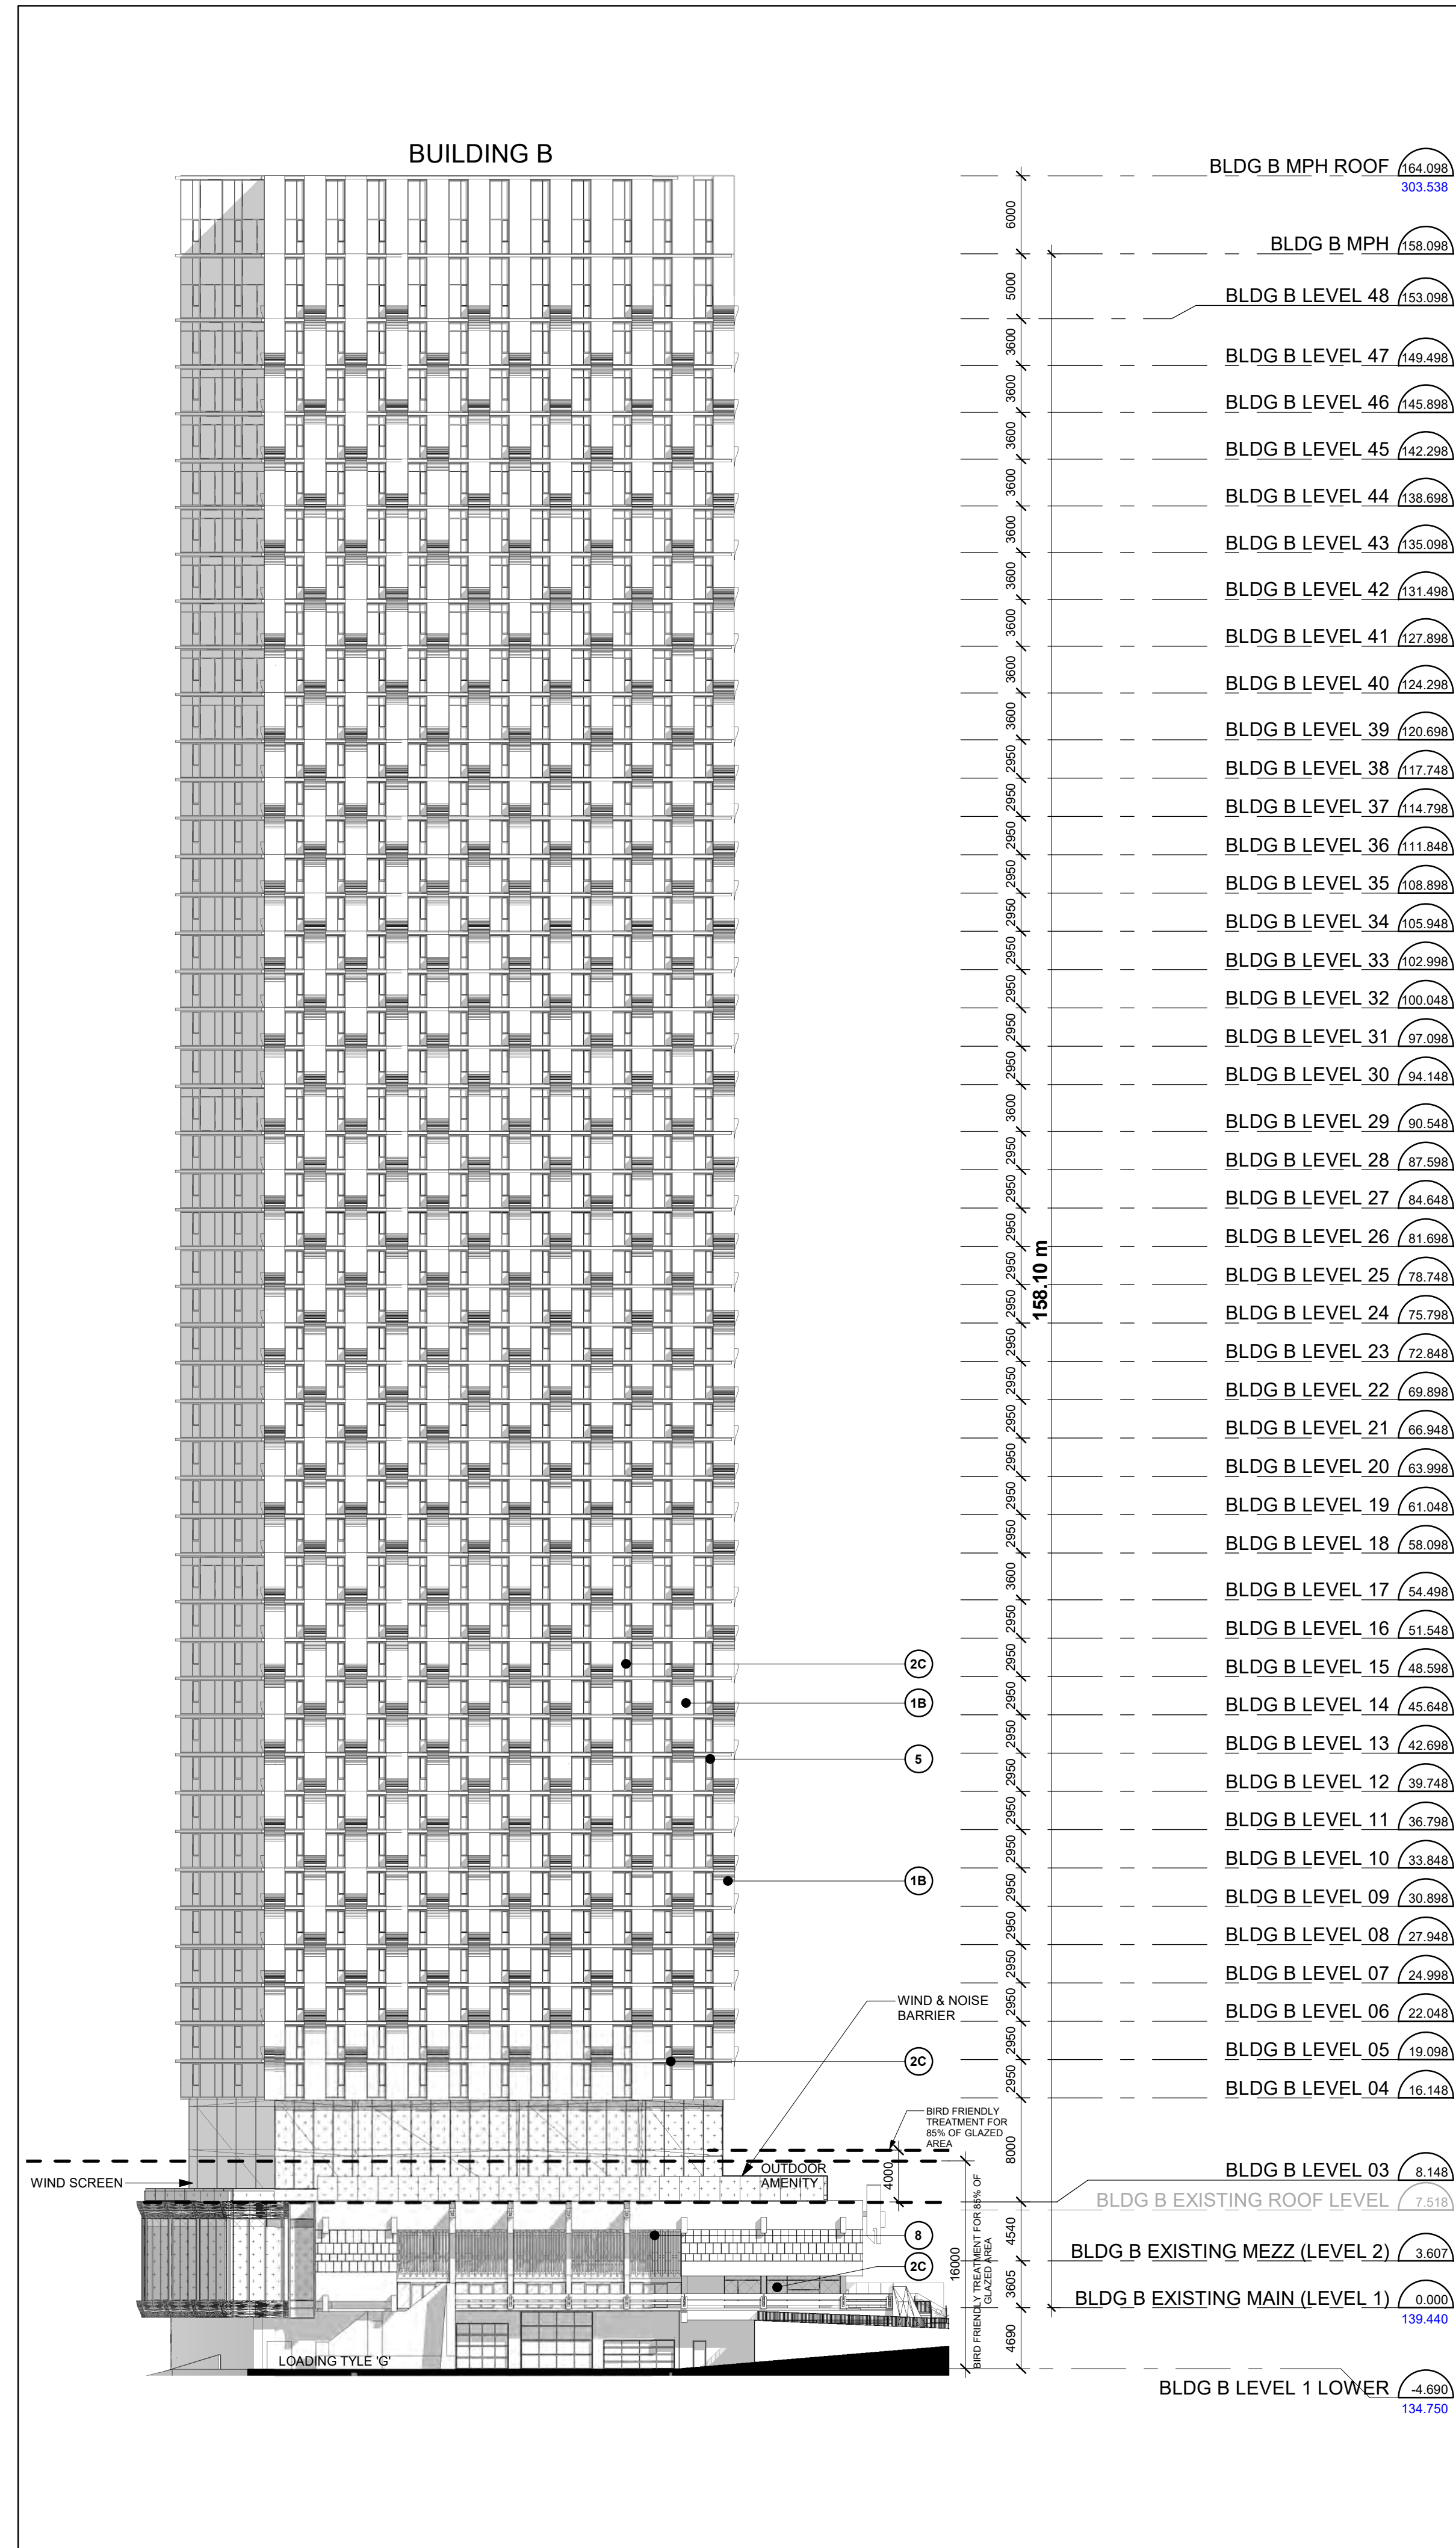 BUILDING B
BLDG B MPH ROOF 164.098
303.538
6000
BLDG B MPH 158.098
5000
BLDG B LEVEL 48 153.098
3600
BLDG B LEVEL 47 149.498
3600
BLDG B LEVEL 46 145.898
3600
BLDG B LEVEL 45 142.298
3600
BLDG B LEVEL 44 138.698
3600
BLDG B LEVEL 43 135.098
3600
BLDG B LEVEL 42 131.498
3600
BLDG B LEVEL 41 127.898
3600
BLDG B LEVEL 40 124.298
3600
BLDG B LEVEL 39 120.698
2950
BLDG B LEVEL 38 117.748
2950
BLDG B LEVEL 37 114.798
2950
BLDG B LEVEL 36 111.848
2950
BLDG B LEVEL 35 108.898
2950
BLDG B LEVEL 34 105.948
2950
BLDG B LEVEL 33 102.998
2950
BLDG B LEVEL 32 100.048
2950
BLDG B LEVEL 31 97.098
2950
BLDG B LEVEL 30 94.148
3600
BLDG B LEVEL 29 90.548
2950
BLDG B LEVEL 28 87.598
2950
BLDG B LEVEL 27 84.648
2950
BLDG B LEVEL 26 81.698
158.10 m
2950
BLDG B LEVEL 25 78.748
2950
BLDG B LEVEL 24 75.798
2950
BLDG B LEVEL 23 72.848
2950
BLDG B LEVEL 22 69.898
2950
BLDG B LEVEL 21 66.948
2950
BLDG B LEVEL 20 63.998
2950
BLDG B LEVEL 19 61.048
2950
BLDG B LEVEL 18 58.098
3600
BLDG B LEVEL 17 54.498
2950
BLDG B LEVEL 16 51.548
2C
2950
BLDG B LEVEL 15 48.598
1B
2950
BLDG B LEVEL 14 45.648
2950
BLDG B LEVEL 13 42.698
5
2950
BLDG B LEVEL 12 39.748
2950
BLDG B LEVEL 11 36.798
2950
BLDG B LEVEL 10 33.848
1B
2950
BLDG B LEVEL 09 30.898
2950
BLDG B LEVEL 08 27.948
2950
BLDG B LEVEL 07 24.998
WIND & NOISE
BARRIER
2950
BLDG B LEVEL 06 22.048
2950
BLDG B LEVEL 05 19.098
2C
2950
BLDG B LEVEL 04 16.148
BIRD FRIENDLY
TREATMENT FOR
85% OF GLAZED
AREA
8000
BLDG B LEVEL 03 8.148
OUTDOOR
AMENITY
4000
WIND SCREEN
BLDG B EXISTING ROOF LEVEL 7.518
8
4540
BLDG B EXISTING MEZZ (LEVEL 2) 3.607
2C
16000
BIRD FRIENDLY TREATMENT FOR 85% OF
GLAZED AREA
3605
BLDG B EXISTING MAIN (LEVEL 1) 0.000
139.440
4690
LOADING TYLE 'G'
BLDG B LEVEL 1 LOWER -4.690
134.750